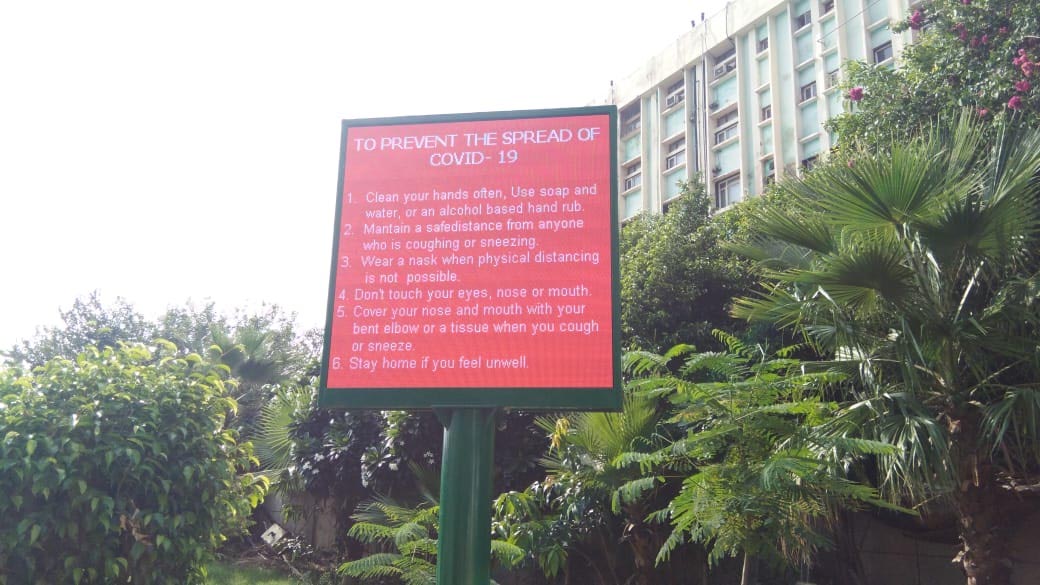 TO PREVENT THE SPREAD OF
COVID- 19
1. Clean your hands often, Use soap and
water, or an alcohol based hand rub.
2. Mantain a safedistance from anyone
who is coughing or sneezing.
3. Wear a nask when physical distancing
is not possible.
4. Don't touch your eyes, nose or mouth.
5. Cover your nose and mouth with your
bent elbow or a tissue when you cough
or sneeze.
6. Stay home if you feel unwell.